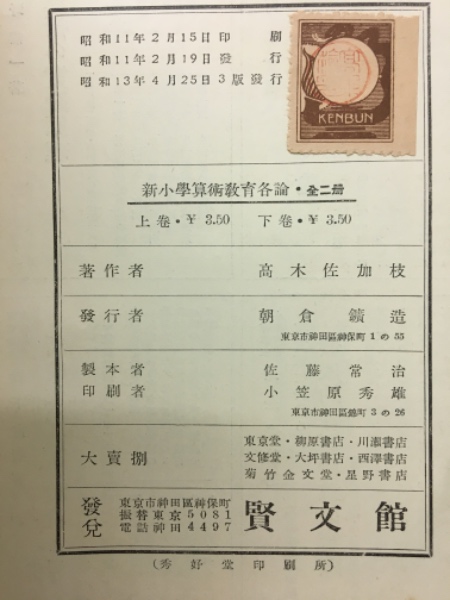 昭和11年2月15日印刷
昭和11年2月19日發行
昭和13年4月25日3版發行
KENBUN
新小學算術敎育各論・全二册
上卷・¥ 3.50 下卷・¥ 3.50
著作者 高木佐加枝
發行者 朝倉鑛造
東京市神田區神保町1の55
製本者 佐藤常治
印刷者 小笠原秀雄
東京市神田區錦町3の26
大賣捌
東京堂・柳原書店・川瀨書店
文修堂・大坪書店・西澤書店
菊竹金文堂・星野書店
發兌
東京市神田區神保町
振替東京5081
電話神田4497
賢文館
(秀好堂印刷所)